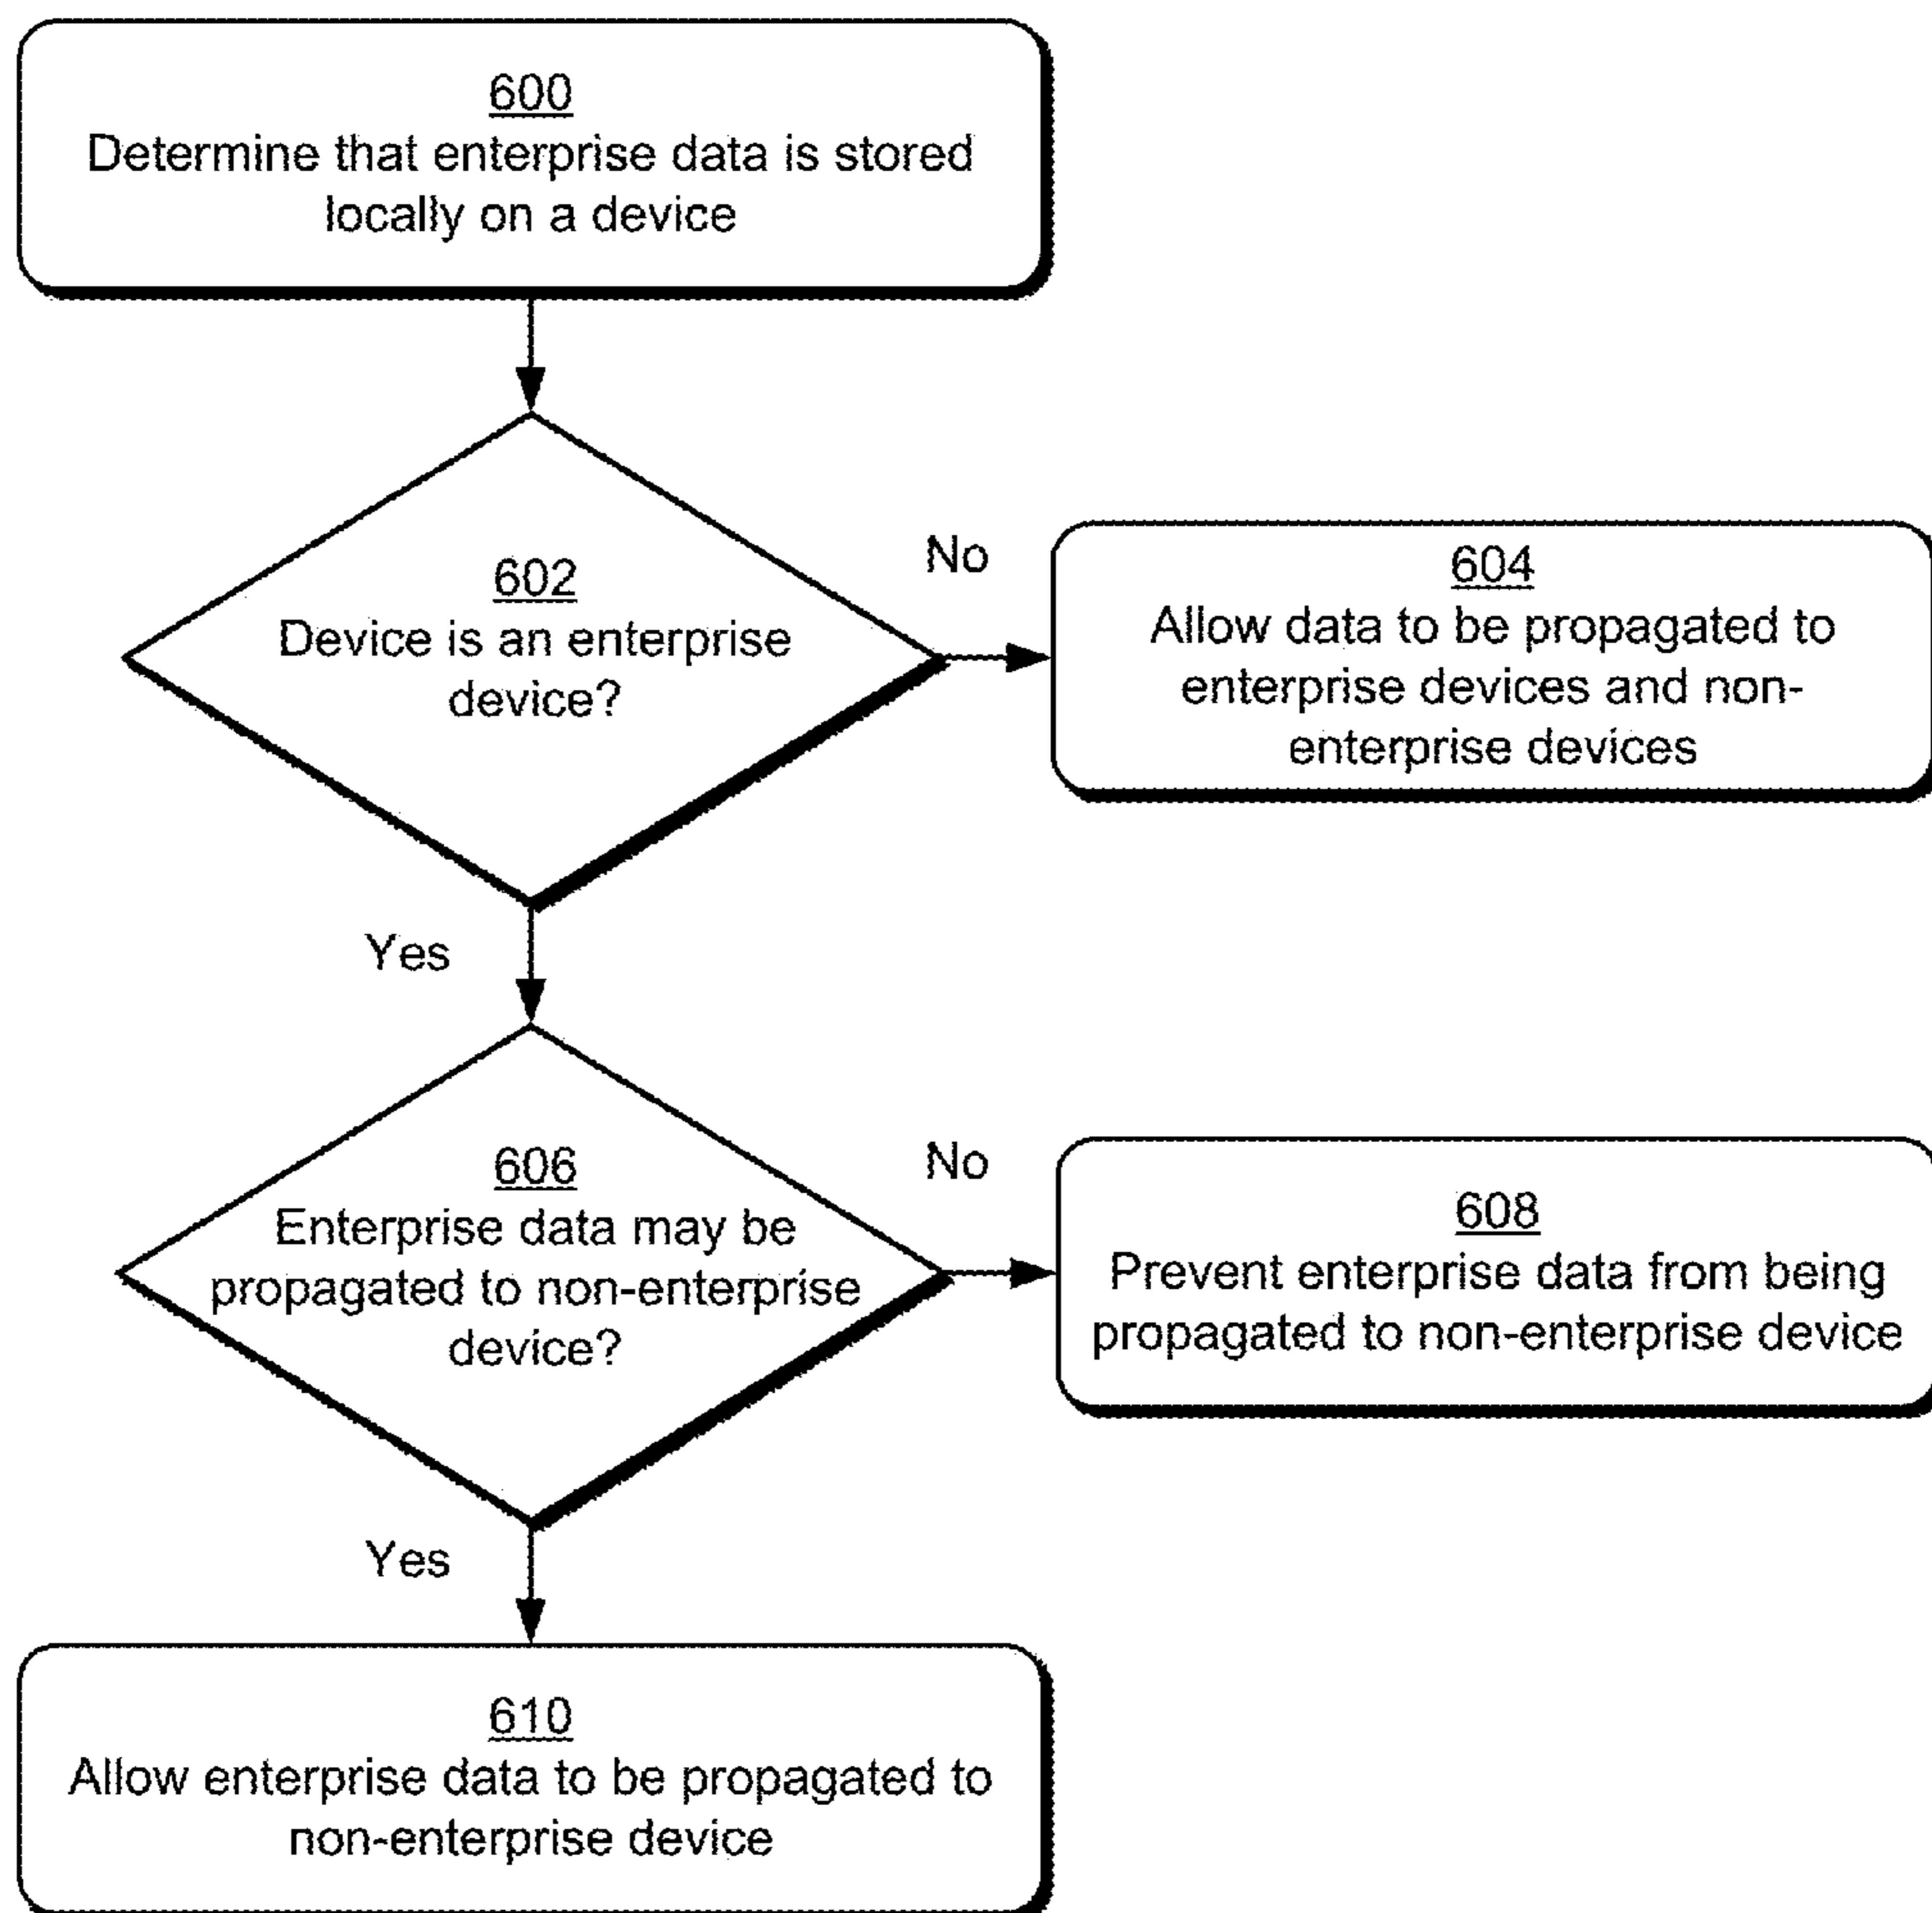 600
Determine that enterprise data is stored
locally on a device
602
Device is an enterprise
device?
No
604
Allow data to be propagated to
enterprise devices and non-
enterprise devices
Yes
606
Enterprise data may be
propagated to non-enterprise
device?
No
608
Prevent enterprise data from being
propagated to non-enterprise device
Yes
610
Allow enterprise data to be propagated to
non-enterprise device